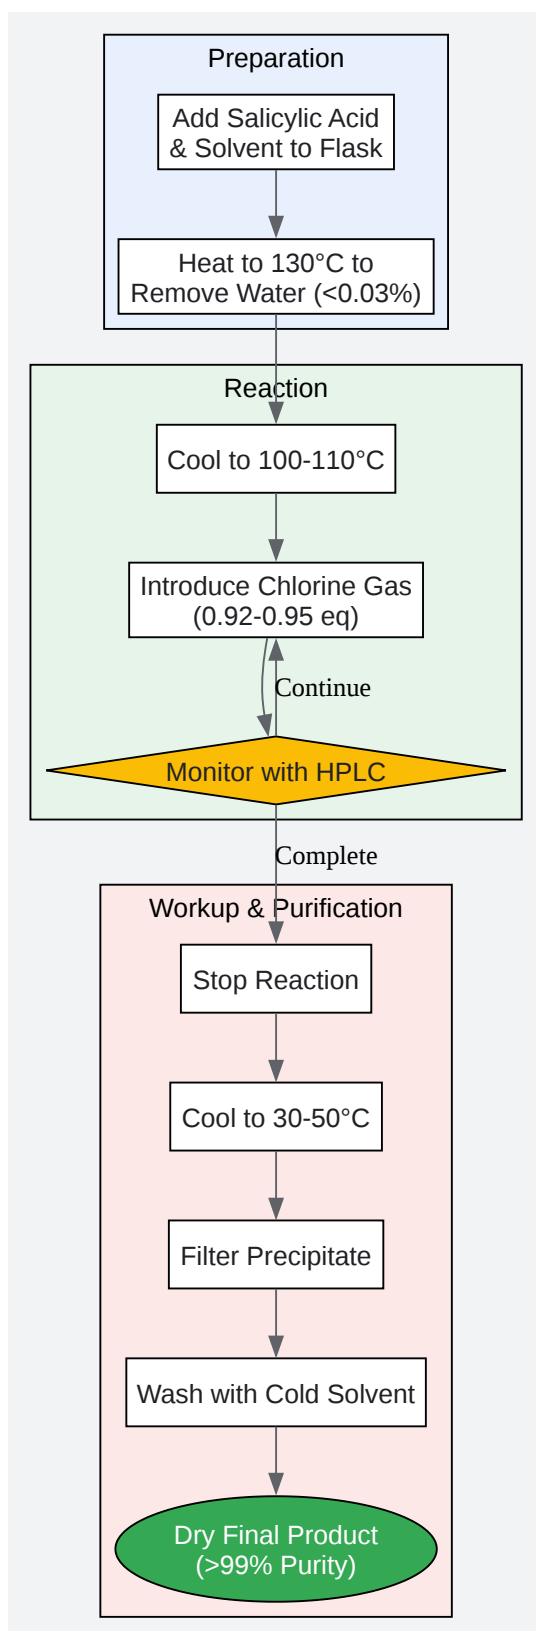 Preparation
Add Salicylic Acid
& Solvent to Flask
Heat to 130°C to
Remove Water (<0.03%)
Reaction
Cool to 100-110°C
Introduce Chlorine Gas
(0.92-0.95 eq)
Continue
Monitor with HPLC
Complete
Workup & Purification
Stop Reaction
Cool to 30-50°C
Filter Precipitate
Wash with Cold Solvent
Dry Final Product
(>99% Purity)